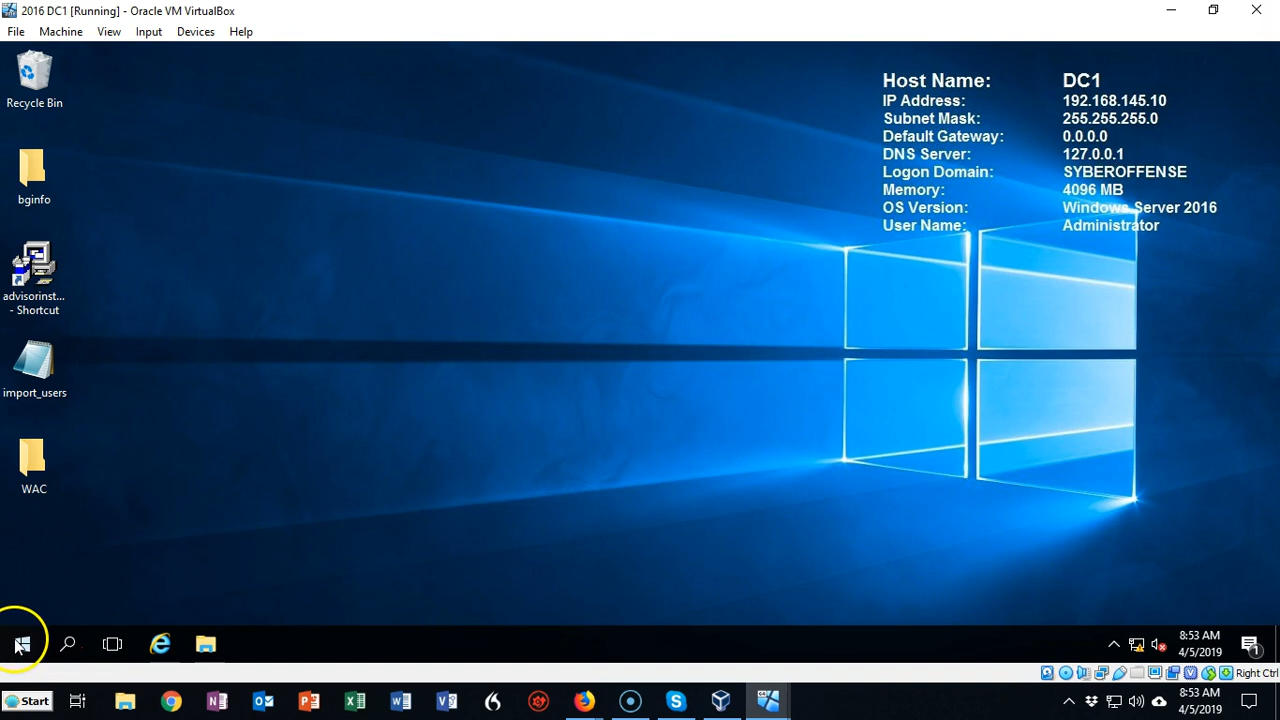 2016 DC1 [Running] - Oracle VM VirtualBox
File Machine View Input Devices Help
Recycle Bin
bginfo
advisorinst...
- Shortcut
import_users
WAC
Host Name: DC1
IP Address: 192.168.145.10
Subnet Mask: 255.255.255.0
Default Gateway: 0.0.0.0
DNS Server: 127.0.0.1
Logon Domain: SYBEROFFENSE
Memory: 4096 MB
OS Version: Windows Server 2016
User Name: Administrator
8:53 AM
4/5/2019
1
Right Ctrl
Start
8:53 AM
4/5/2019